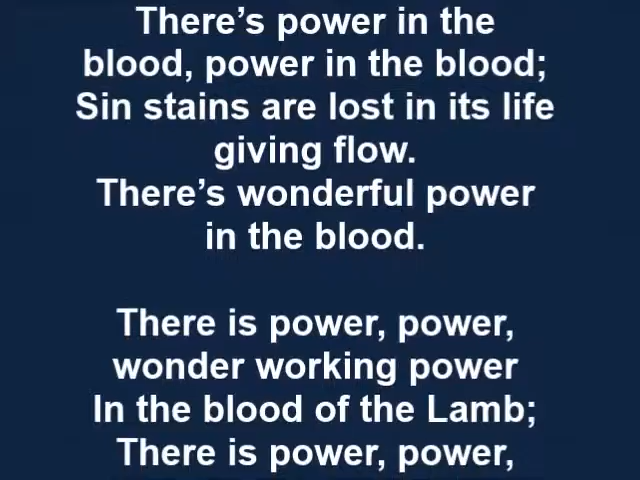 There’s power in the
blood, power in the blood;
Sin stains are lost in its life
giving flow.
There’s wonderful power
in the blood.
There is power, power,
wonder working power
In the blood of the Lamb;
There is power, power,